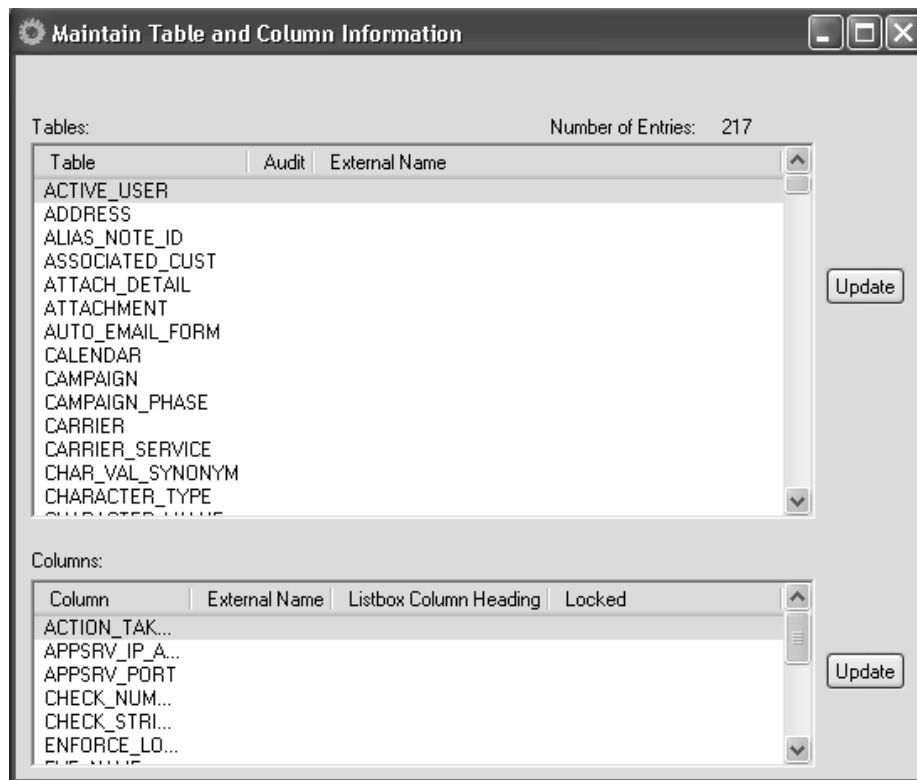 Maintain Table and Column Information
Tables: Number of Entries: 217
Table Audit External Name
ACTIVE_USER
ADDRESS
ALIAS_NOTE_ID
ASSOCIATED_CUST
ATTACH_DETAIL
Update
ATTACHMENT
AUTO_EMAIL_FORM
CALENDAR
CAMPAIGN
CAMPAIGN_PHASE
CARRIER
CARRIER_SERVICE
CHAR_VAL_SYNONYM
CHARACTER_TYPE
Columns:
Column External Name Listbox Column Heading Locked
ACTION_TAK...
APPSRV_IP_A...
APPSRV_PORT
Update
CHECK_NUM...
CHECK_STRI...
ENFORCE_LO...